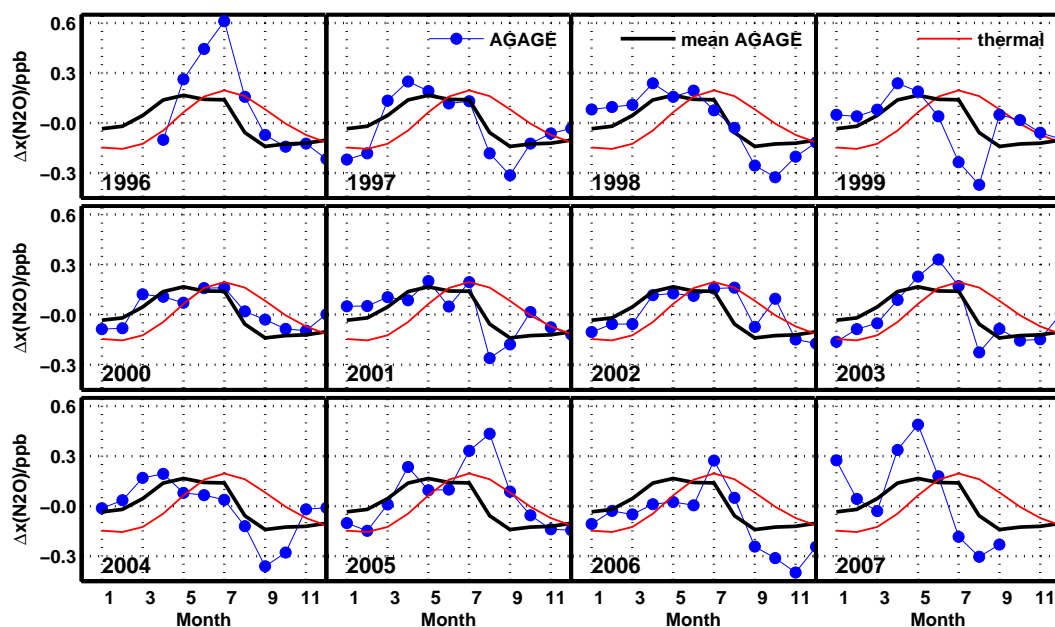 0.6
AGAGE
mean AGAGE
thermal
0.3
−0.0
−0.3
Δx(N2O)/ppb
1996
1997
1998
1999
0.6
0.3
−0.0
−0.3
Δx(N2O)/ppb
2000
2001
2002
2003
0.6
0.3
−0.0
−0.3
Δx(N2O)/ppb
2004
2005
2006
2007
1 3 5 7 9 11
1 3 5 7 9 11
1 3 5 7 9 11
1 3 5 7 9 11
Month
Month
Month
Month